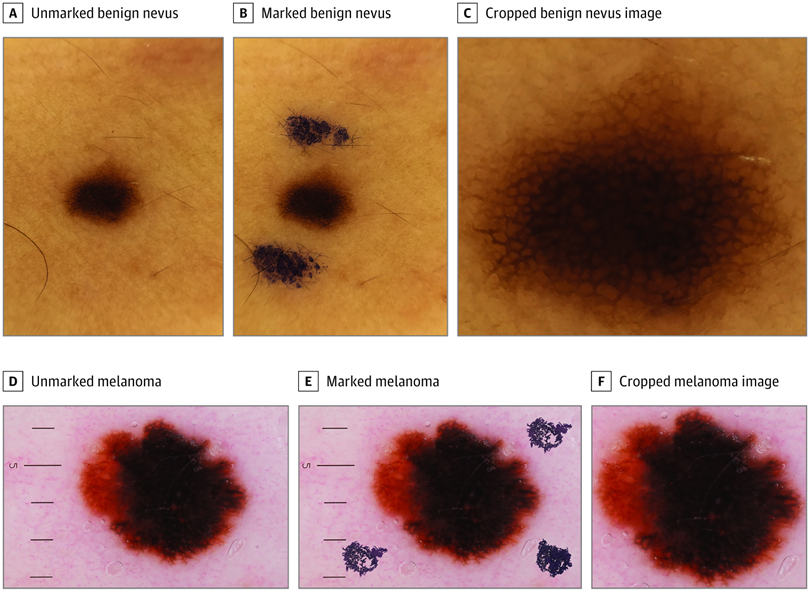 A Unmarked benign nevus
B Marked benign nevus
C Cropped benign nevus image
D Unmarked melanoma
E Marked melanoma
F Cropped melanoma image
5
5